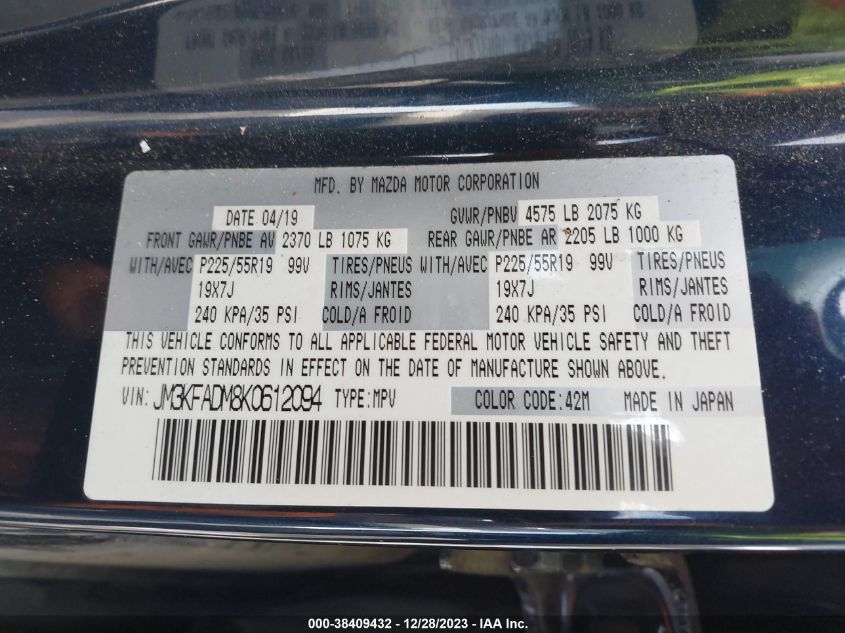 MFD. BY MAZDA MOTOR CORPORATION
DATE 04/19 GVWR/PNBV 4575 LB 2075 KG
FRONT GAWR/PNBE AV 2370 LB 1075 KG REAR GAWR/PNBE AR 2205 LB 1000 KG
WITH/AVEC P225/55R19 99V TIRES/PNEUS WITH/AVEC P225/55R19 99V TIRES/PNEUS
19X7J RIMS/JANTES 19X7J RIMS/JANTES
240 KPA/35 PSI COLD/A FROID 240 KPA/35 PSI COLD/A FROID
THIS VEHICLE CONFORMS TO ALL APPLICABLE FEDERAL MOTOR VEHICLE SAFETY AND THEFT
PREVENTION STANDARDS IN EFFECT ON THE DATE OF MANUFACTURE SHOWN ABOVE.
VIN: JM3KFADM8K0612094 TYPE:MPV COLOR CODE:42M MADE IN JAPAN
000-38409432 - 12/28/2023 - IAA Inc.